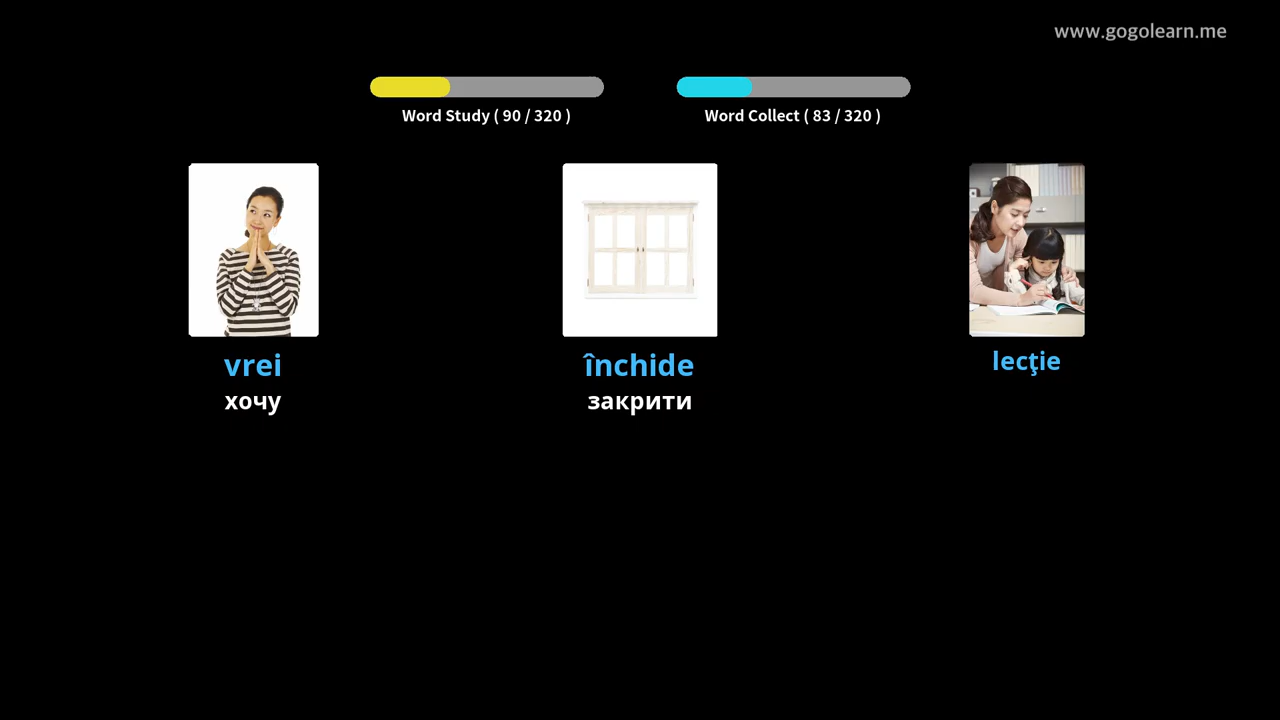 www.gogolearn.me
Word Study ( 90 / 320 )
Word Collect ( 83 / 320 )
vrei
хочу
închide
закрити
lecţie